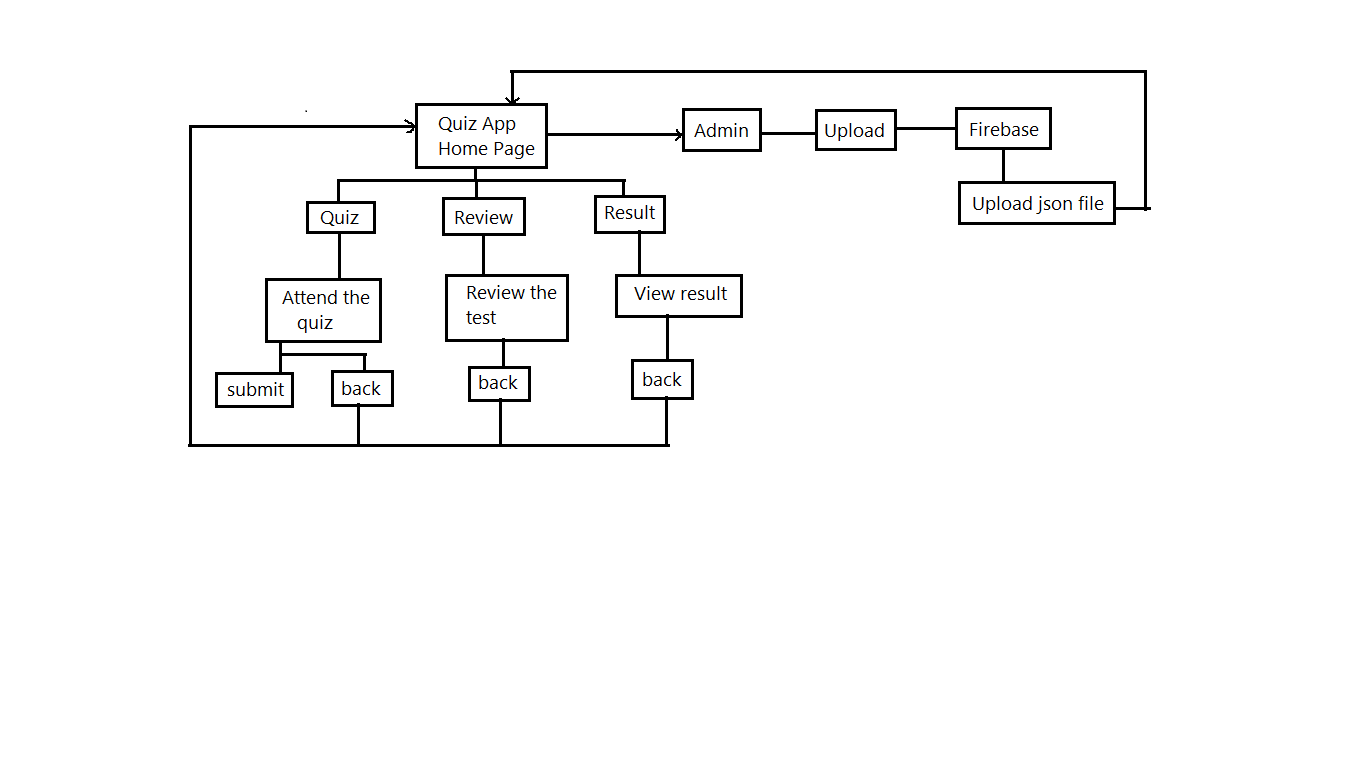 Quiz App
Home Page
Admin
Upload
Firebase
Upload json file
Quiz
Review
Result
Attend the
quiz
Review the
test
View result
submit
back
back
back